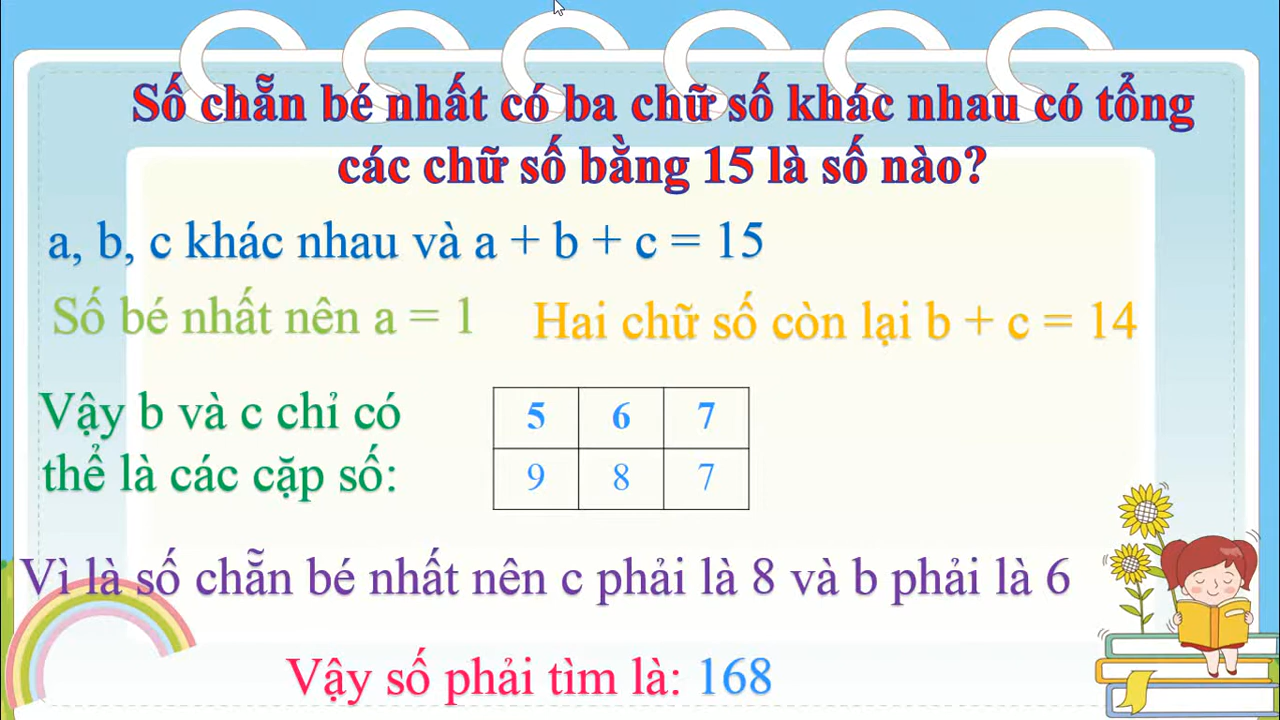 Số chẵn bé nhất có ba chữ số khác nhau có tổng
các chữ số bằng 15 là số nào?
a, b, c khác nhau và a + b + c = 15
Số bé nhất nên a = 1
Hai chữ số còn lại b + c = 14
Vậy b và c chỉ có
thể là các cặp số:
5 6 7
9 8 7
Vì là số chẵn bé nhất nên c phải là 8 và b phải là 6
Vậy số phải tìm là: 168